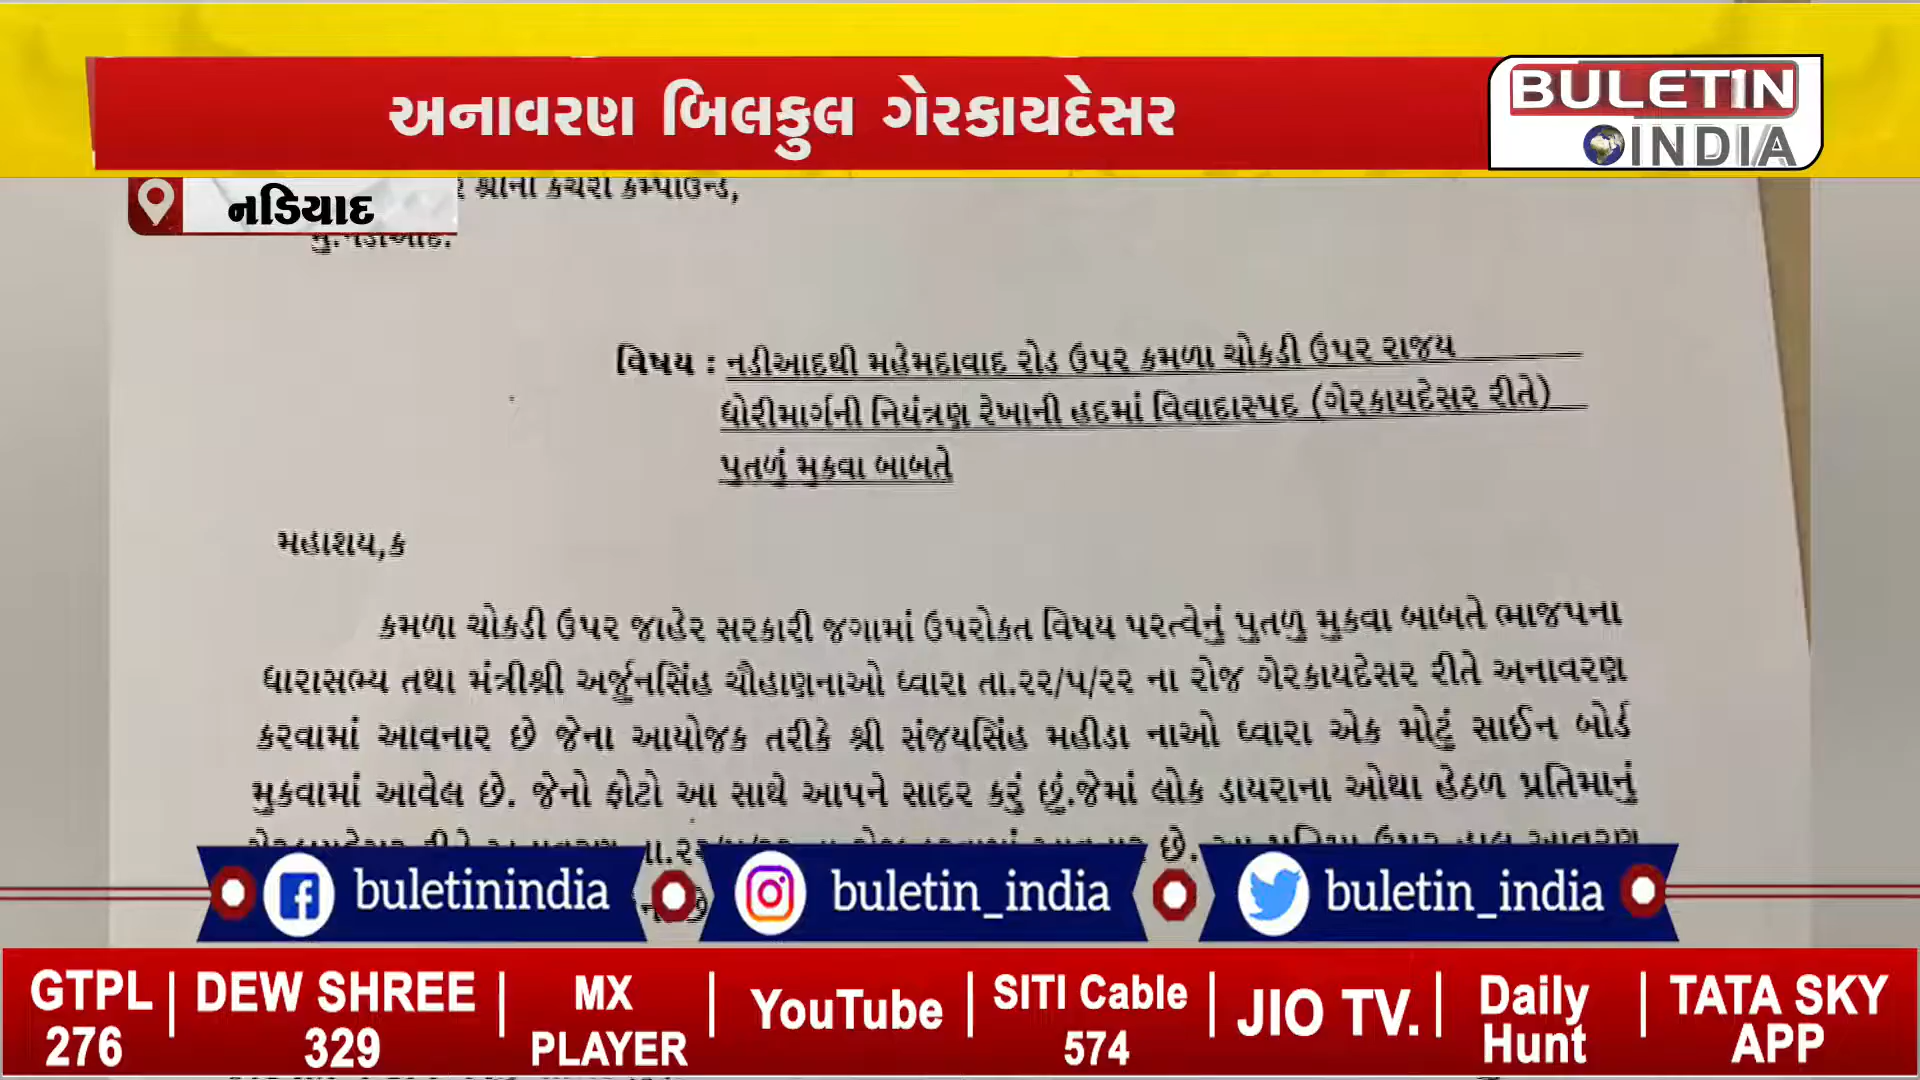 અનાવરણ બિલકુલ ગેરકાયદેસર
BULETIN
INDIA
નડિયાદ
શ્રીની કચેરી કમ્પાઉન્ડ,
મુ.નડીઆદ.
વિષય : નડીઆદથી મહેમદાવાદ રોડ ઉપર કમળા ચોકડી ઉપર રાજય
ધોરીમાર્ગની નિયંત્રણ રેખાની હદમાં વિવાદાસ્પદ (ગેરકાયદેસર રીતે)
પુતળું મુકવા બાબતે
મહાશય,ક
કમળા ચોકડી ઉપર જાહેર સરકારી જગામાં ઉપરોકત વિષય પરત્વેનું પુતળુ મુકવા બાબતે ભાજપના
ધારાસભ્ય તથા મંત્રીશ્રી અર્જુનસિંહ ચૌહાણનાઓ ધ્વારા તા.૨૨/૫/૨૨ ના રોજ ગેરકાયદેસર રીતે અનાવરણ
કરવામાં આવનાર છે જેના આયોજક તરીકે શ્રી સંજયસિંહ મહીડા નાઓ ધ્વારા એક મોટું સાઈન બોર્ડ
મુકવામાં આવેલ છે. જેનો ફોટો આ સાથે આપને સાદર કરું છું.જેમાં લોક ડાયરાના ઓથા હેઠળ પ્રતિમાનું
buletinindia
buletin_india
buletin_india
GTPL
276
DEW SHREE
329
MX
PLAYER
YouTube
SITI Cable
574
JIO TV.
Daily
Hunt
TATA SKY
APP